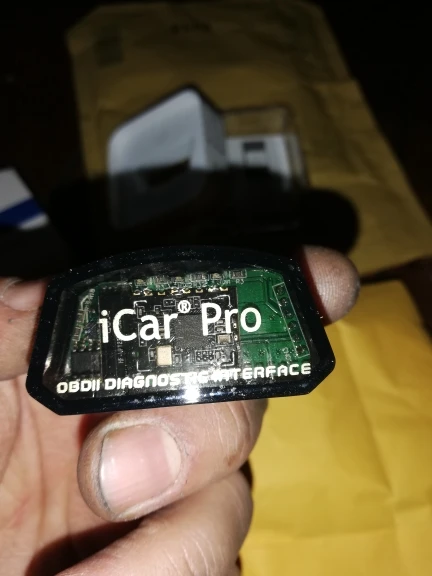 iCar® Pro
OBDII DIAGNOSTIC INTERFACE